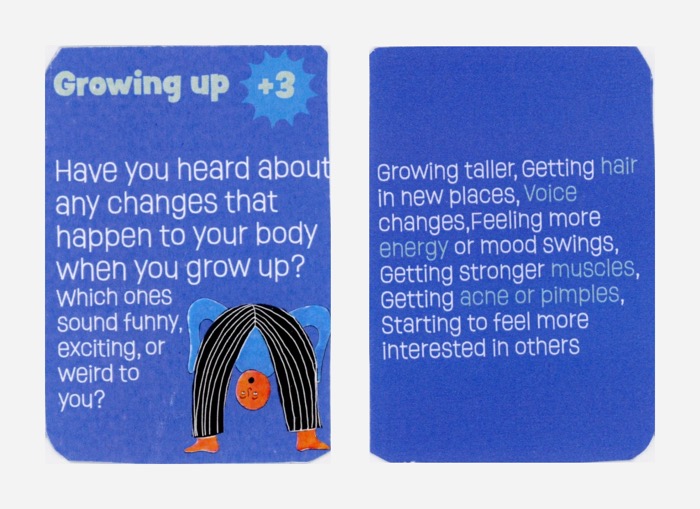 Growing up +3
Have you heard about
any changes that
happen to your body
when you grow up?
Which ones
sound funny,
exciting, or
weird to
you?
Growing taller, Getting hair
in new places, Voice
changes,Feeling more
energy or mood swings,
Getting stronger muscles,
Getting acne or pimples,
Starting to feel more
interested in others